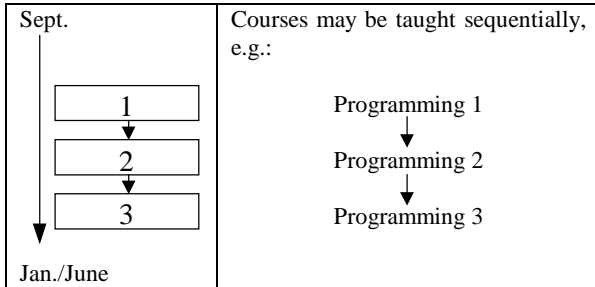 Sept.
1
2
3
Jan./June
Courses may be taught sequentially,
e.g.:
Programming 1
Programming 2
Programming 3